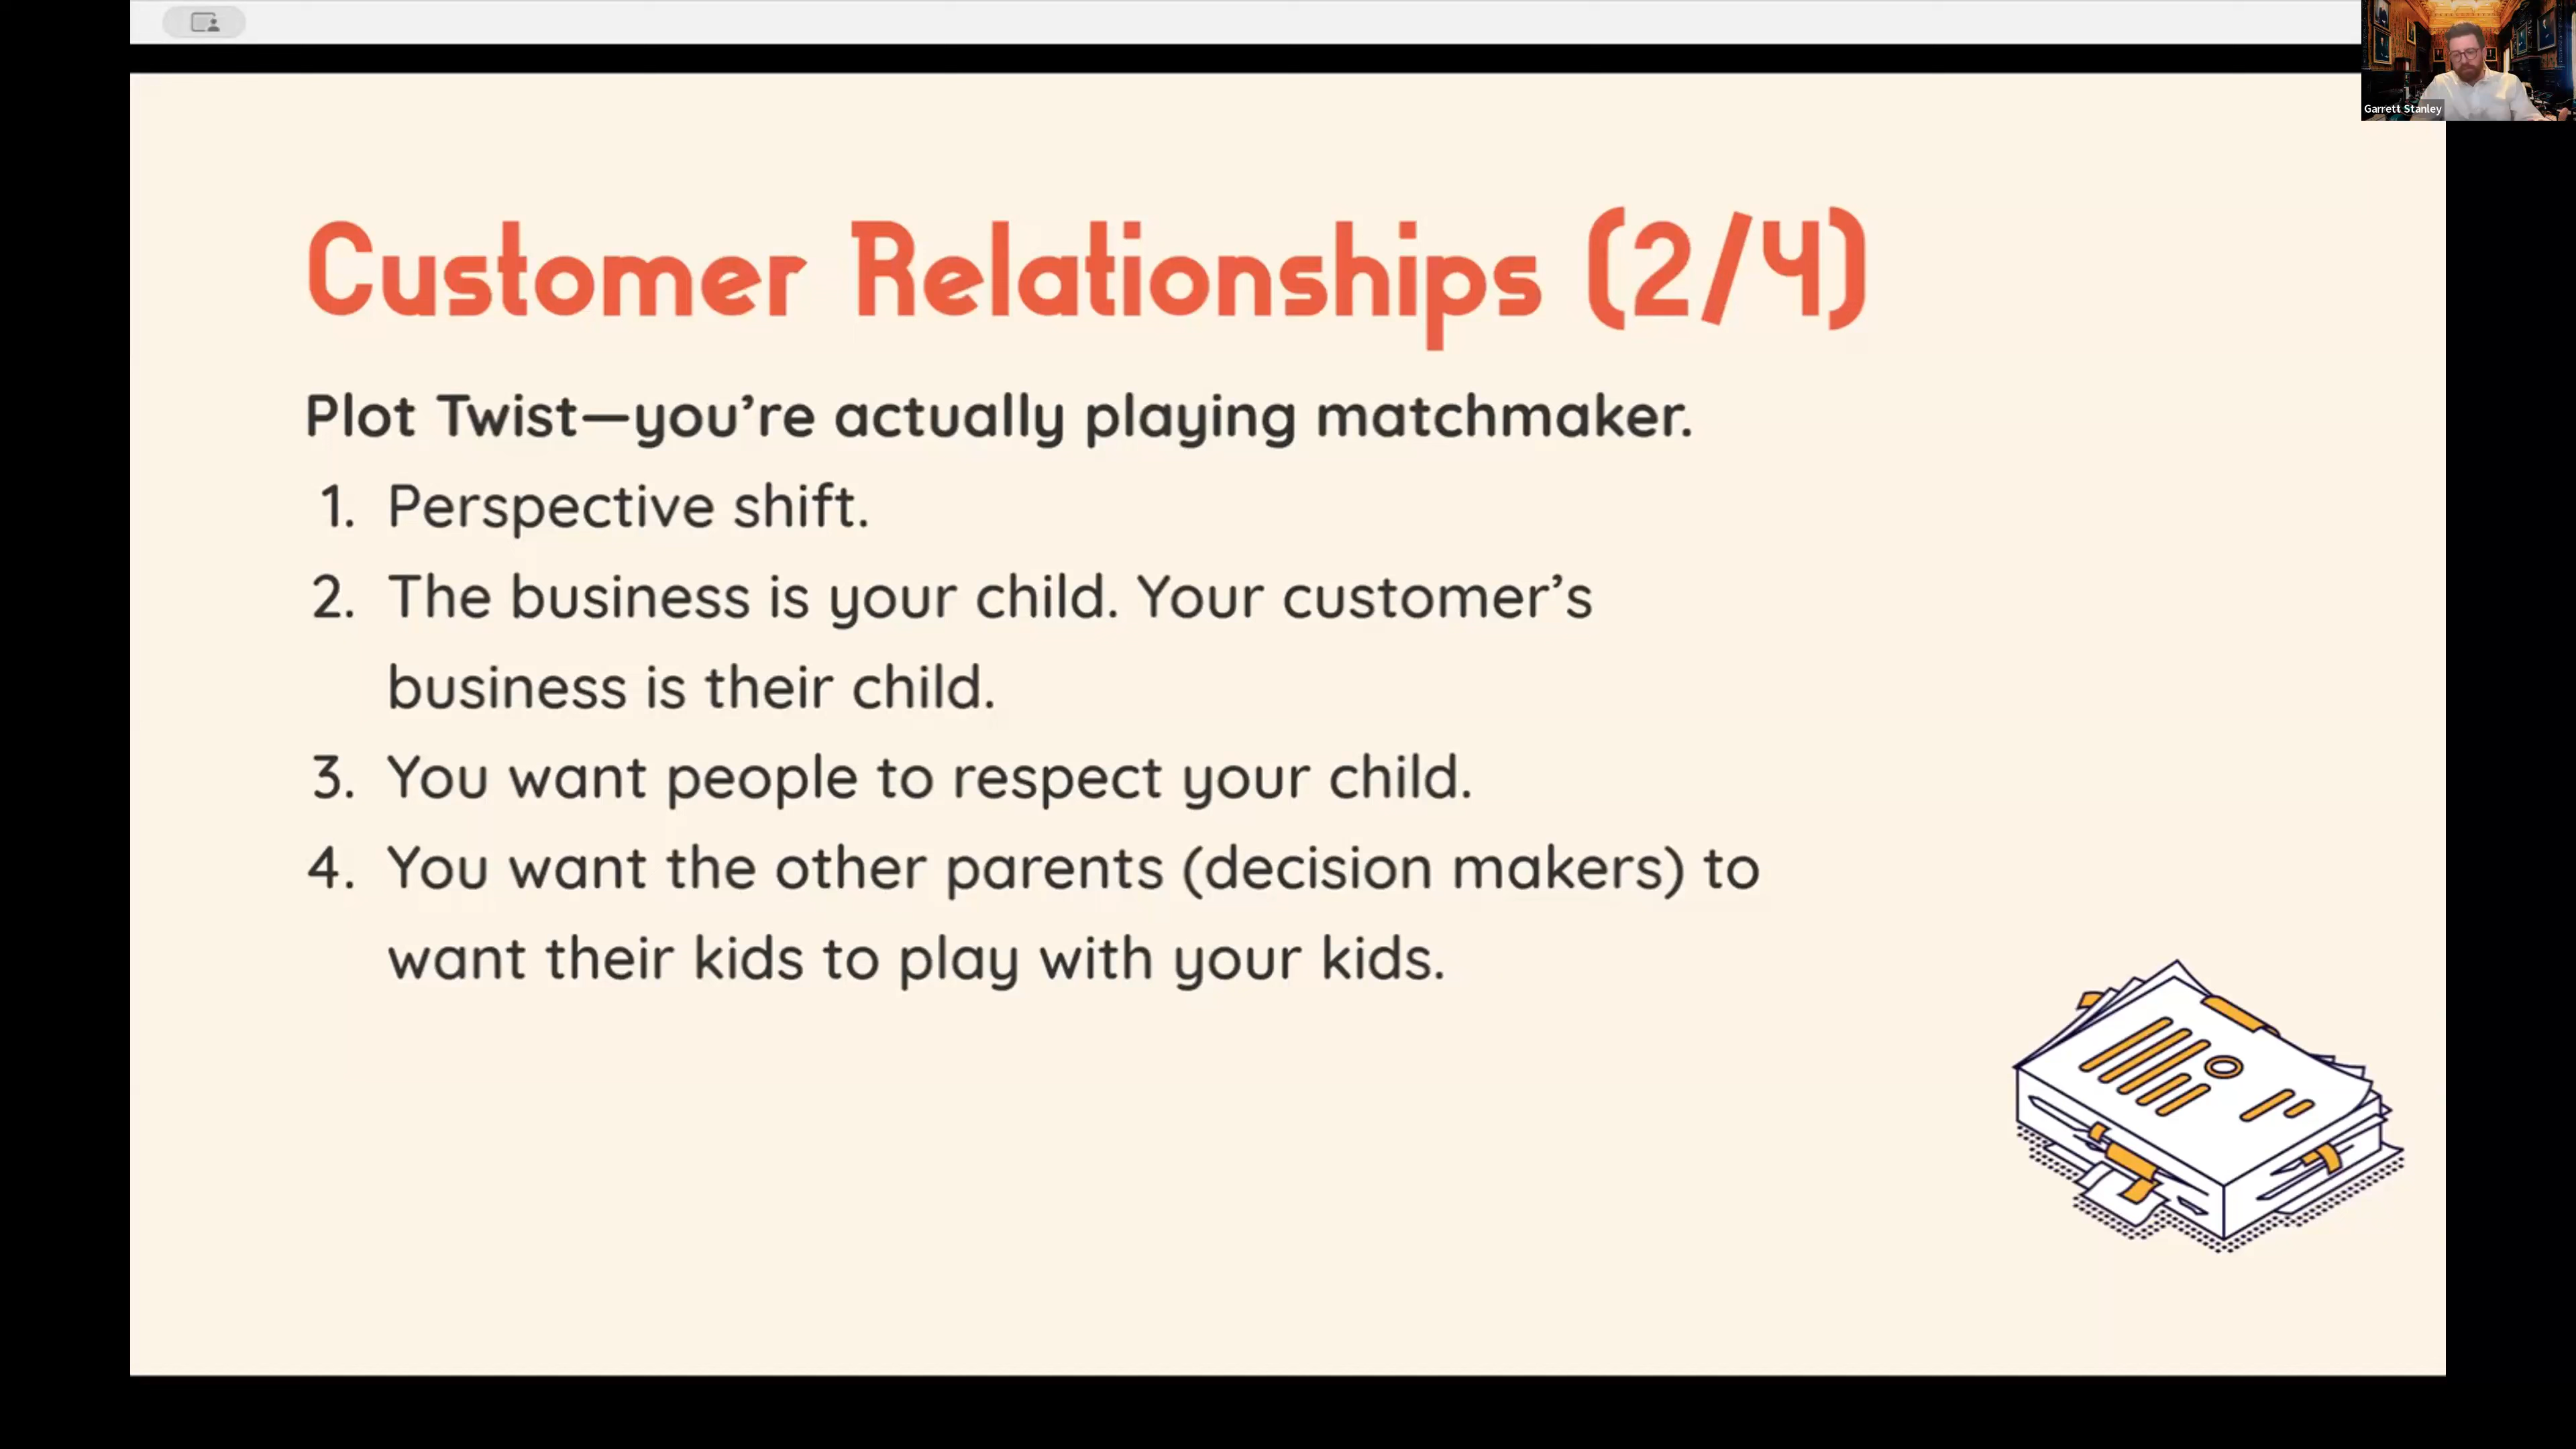 Garrett Stanley
Customer Relationships (2/4)
Plot Twist—you’re actually playing matchmaker.
1. Perspective shift.
2. The business is your child. Your customer’s
business is their child.
3. You want people to respect your child.
4. You want the other parents (decision makers) to
want their kids to play with your kids.